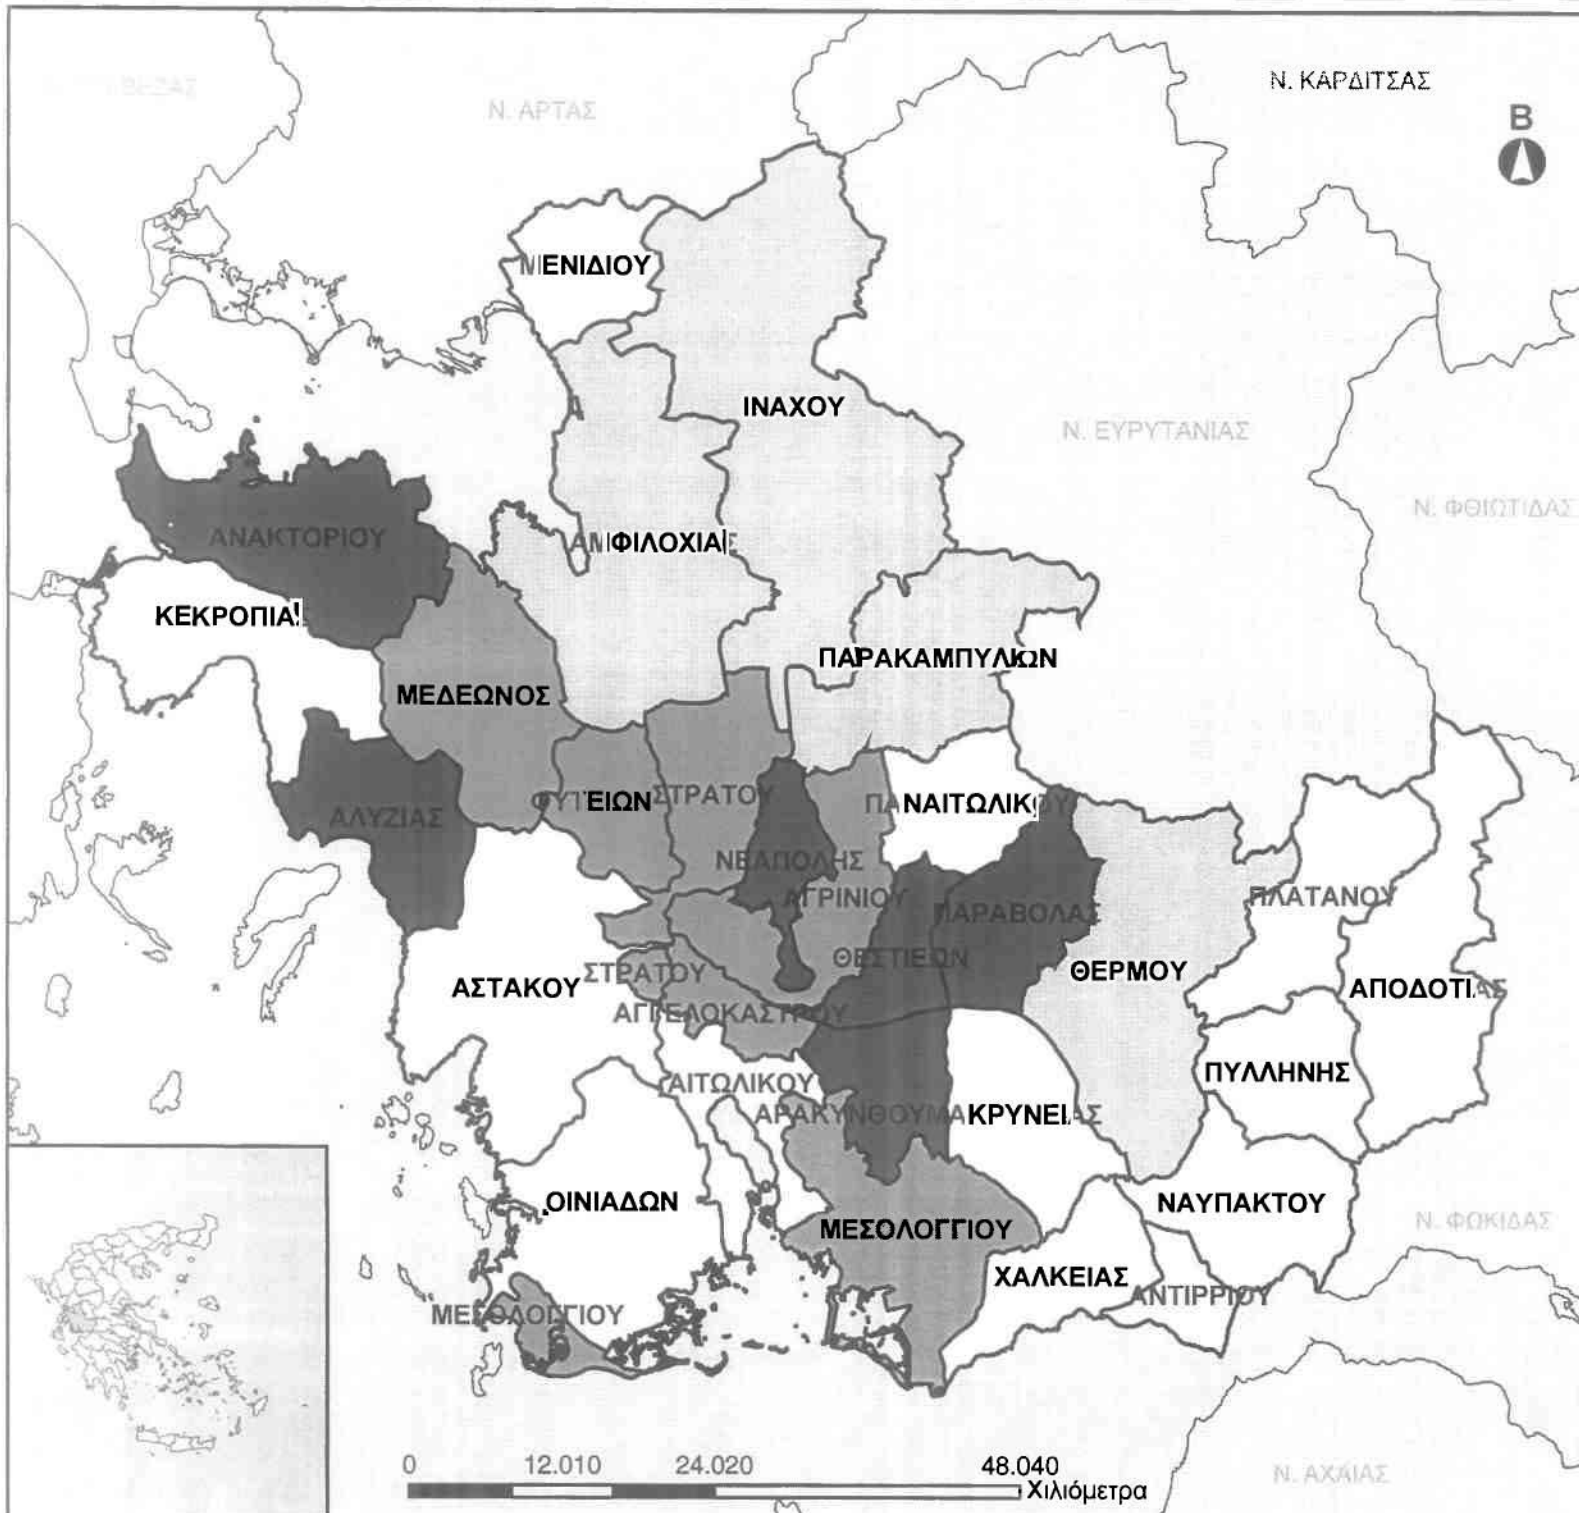 Ν. ΚΑΡΔΙΤΣΑΣ
Ν. ΑΡΤΑΣ
Β
ΜΕΝΙΔΙΟΥ
ΙΝΑΧΟΥ
Ν. ΕΥΡΥΤΑΝΙΑΣ
Ν. ΦΘΙΩΤΙΔΑΣ
ΑΝΑΚΤΟΡΙΟΥ
ΑΜΦΙΛΟΧΙΑΣ
ΚΕΚΡΟΠΙΑΣ
ΠΑΡΑΚΑΜΠΥΛΙΩΝ
ΜΕΔΕΩΝΟΣ
ΦΥΤΕΙΩΝ
ΣΤΡΑΤΟΥ
ΠΑΝΑΙΤΩΛΙΚΟΥ
ΑΛΥΖΙΑΣ
ΝΕΑΠΟΛΗΣ
ΑΓΡΙΝΙΟΥ
ΠΛΑΤΑΝΟΥ
ΠΑΡΑΒΟΛΑΣ
ΘΕΣΤΙΕΩΝ
ΘΕΡΜΟΥ
ΣΤΡΑΤΟΥ
ΑΣΤΑΚΟΥ
ΑΠΟΔΟΤΙΑΣ
ΑΓΓΕΛΟΚΑΣΤΡΟΥ
ΠΥΛΛΗΝΗΣ
ΑΙΤΩΛΙΚΟΥ
ΑΡΑΚΥΝΘΟΥ
ΜΑΚΡΥΝΕΙΑΣ
ΟΙΝΙΑΔΩΝ
ΝΑΥΠΑΚΤΟΥ
ΜΕΣΟΛΟΓΓΙΟΥ
Ν. ΦΩΚΙΔΑΣ
ΧΑΛΚΕΙΑΣ
ΑΝΤΙΡΡΙΟΥ
ΜΕΣΟΛΟΓΓΙΟΥ
0 12.010 24.020 48.040
Χιλιόμετρα
Ν. ΑΧΑΙΑΣ